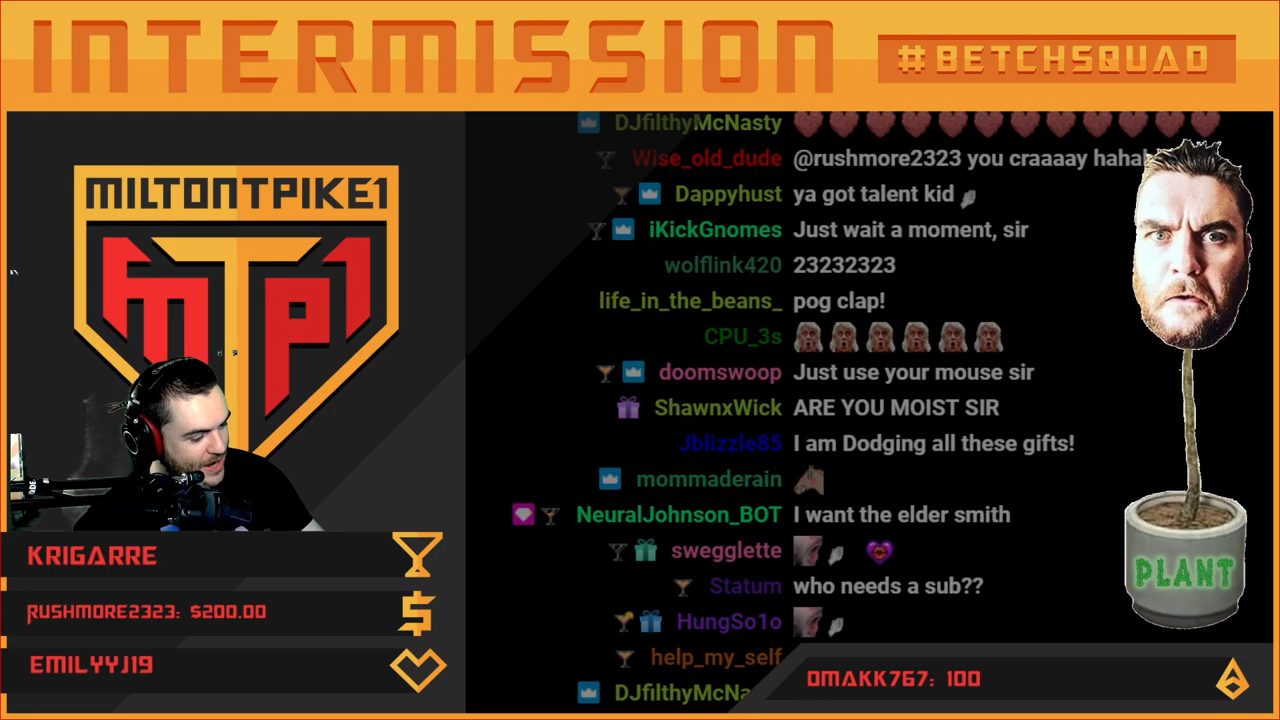 INTERMISSION
#BETCHSQUAD
MILTONTPIKE1
MTP1
DJfilthyMcNasty
Wise_old_dude @rushmore2323 you craaaay hahah
Dappyhust ya got talent kid
iKickGnomes Just wait a moment, sir
wolflink420 23232323
life_in_the_beans_ pog clap!
CPU_3s
doomswoop Just use your mouse sir
ShawnxWick ARE YOU MOIST SIR
Jblizzle85 I am Dodging all these gifts!
mommaderain
NeuralJohnson_BOT I want the elder smith
swegglette
Statum who needs a sub??
HungSo1o
help_my_self
DJfilthyMcNa
PLANT
KRIGARRE
RUSHMORE2323: $200.00
EMILYYJ19
OMAKK767: 100